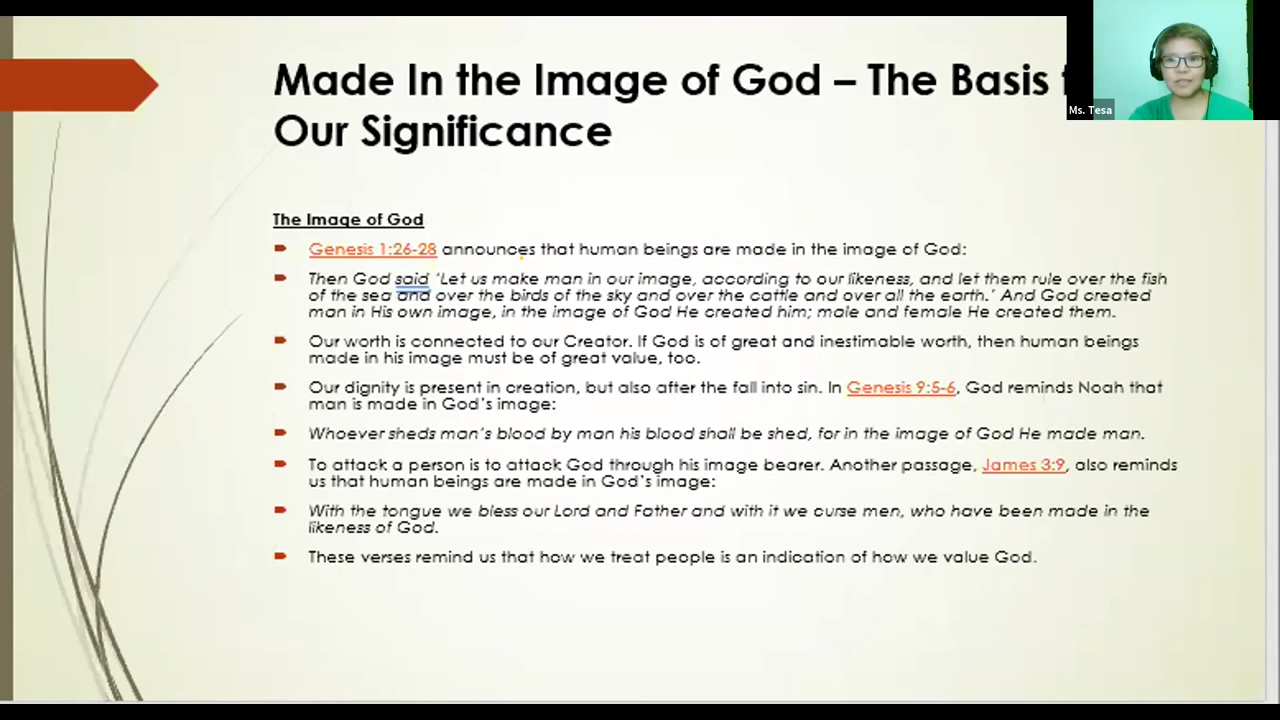 Made In the Image of God – The Basis
Our Significance
Ms. Tesa
The Image of God
Genesis 1:26-28 announces that human beings are made in the image of God:
Then God said 'Let us make man in our image, according to our likeness, and let them rule over the fish
of the sea and over the birds of the sky and over the cattle and over all the earth.' And God created
man in His own image, in the image of God He created him; male and female He created them.
Our worth is connected to our Creator. If God is of great and inestimable worth, then human beings
made in his image must be of great value, too.
Our dignity is present in creation, but also after the fall into sin. In Genesis 9:5-6, God reminds Noah that
man is made in God's image:
Whoever sheds man's blood by man his blood shall be shed, for in the image of God He made man.
To attack a person is to attack God through his image bearer. Another passage, James 3:9, also reminds
us that human beings are made in God's image:
With the tongue we bless our Lord and Father and with it we curse men, who have been made in the
likeness of God.
These verses remind us that how we treat people is an indication of how we value God.